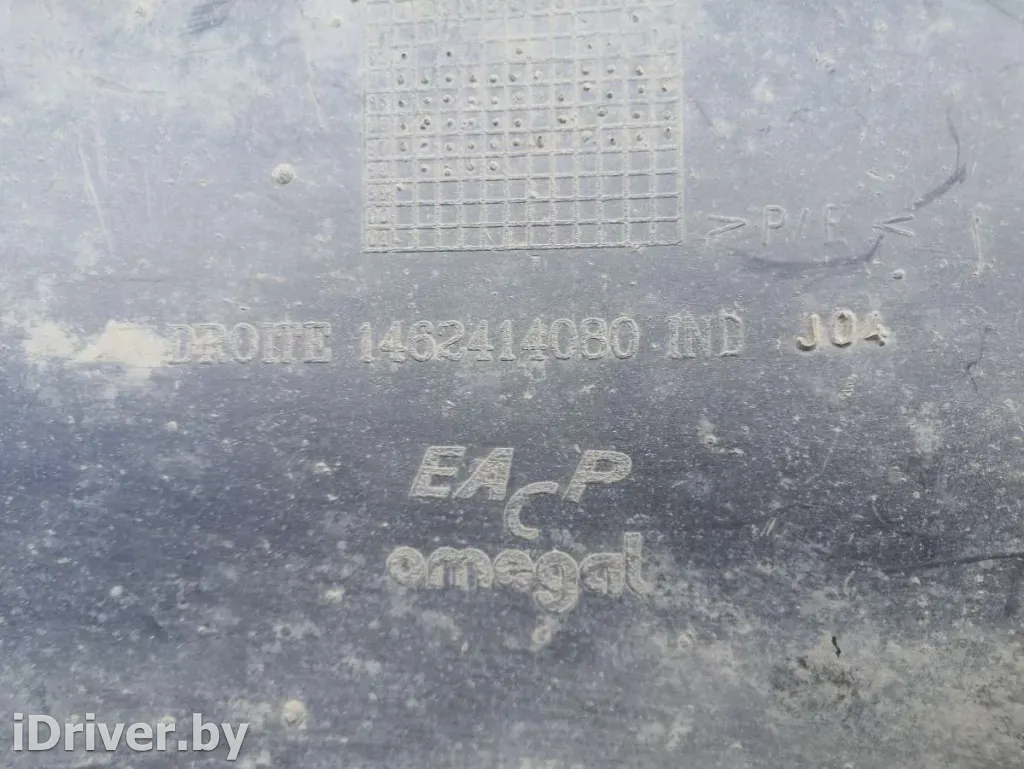 >P/E<
DROITE 1462414080 IND J04
EACP
omegal
iDriver.by